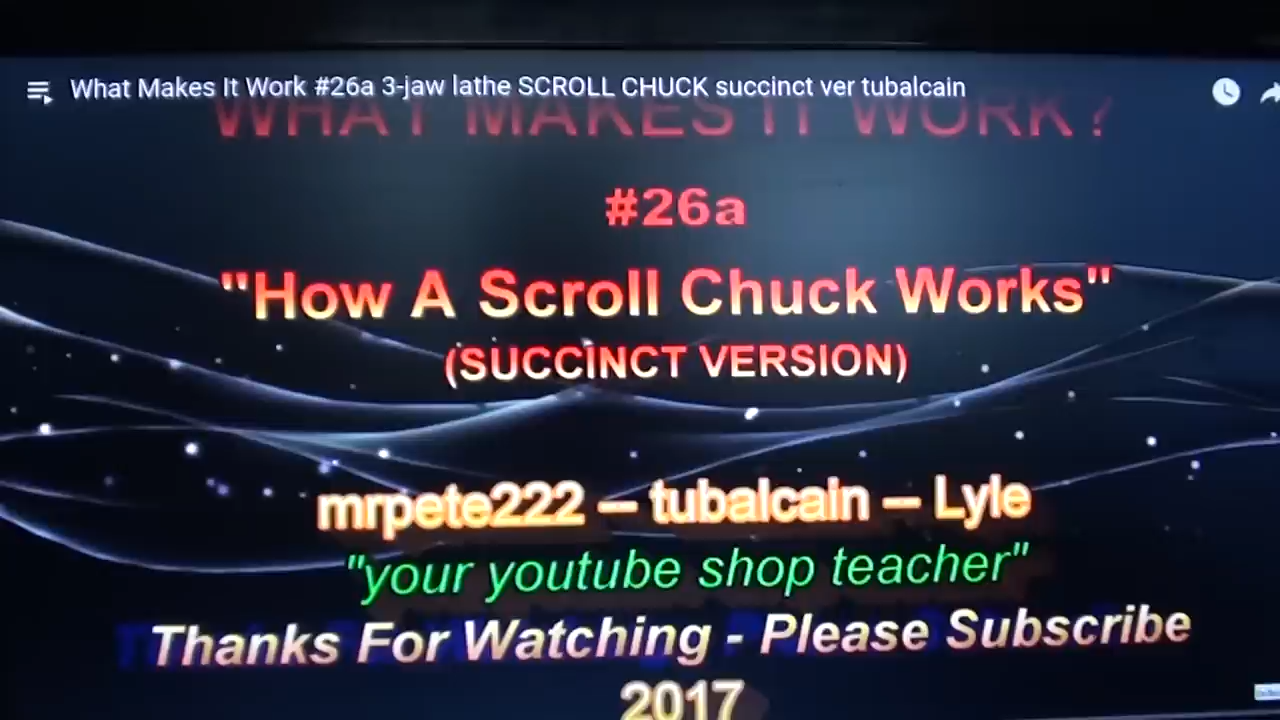 What Makes It Work #26a 3-jaw lathe SCROLL CHUCK succinct ver tubalcain
WHAT MAKES IT WORK?
#26a
"How A Scroll Chuck Works"
(SUCCINCT VERSION)
mrpete222 -- tubalcain -- Lyle
"your youtube shop teacher"
Thanks For Watching - Please Subscribe
2017